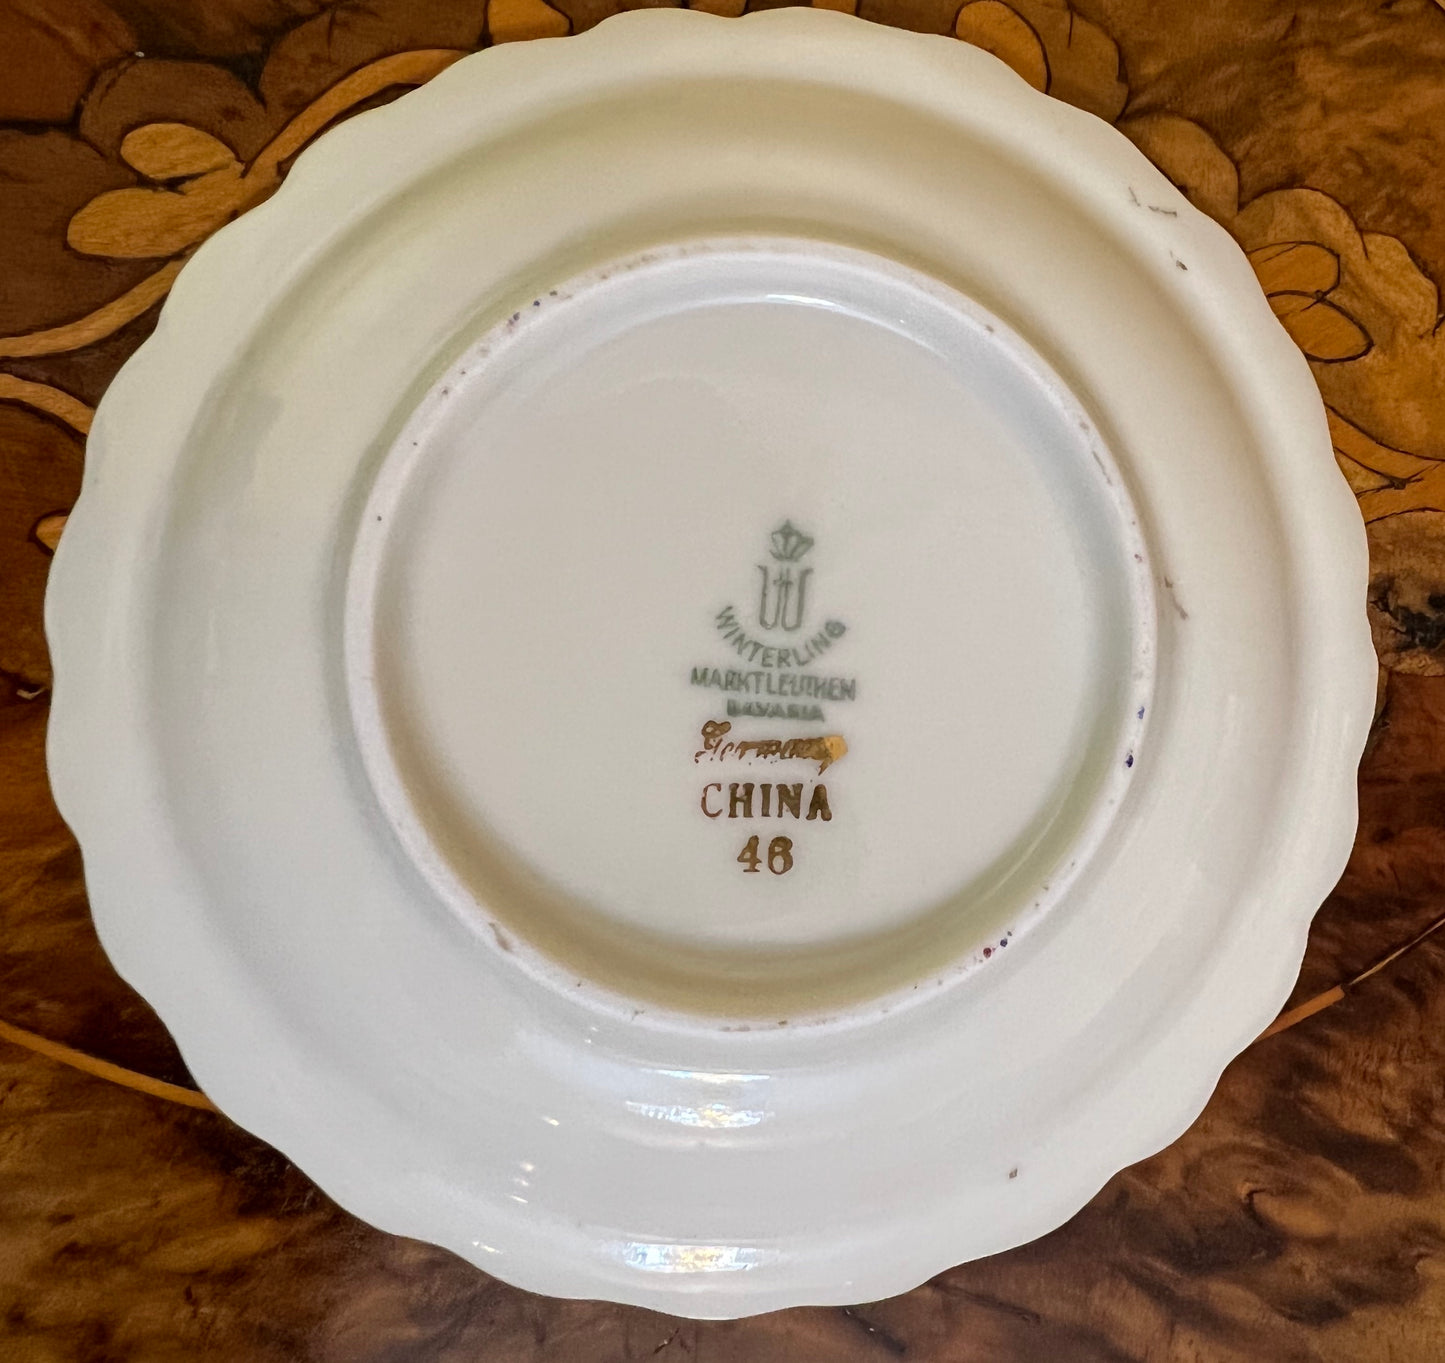 WINTERLING
MARKTLEUTHEN
BAVARIA
Germany
CHINA
46